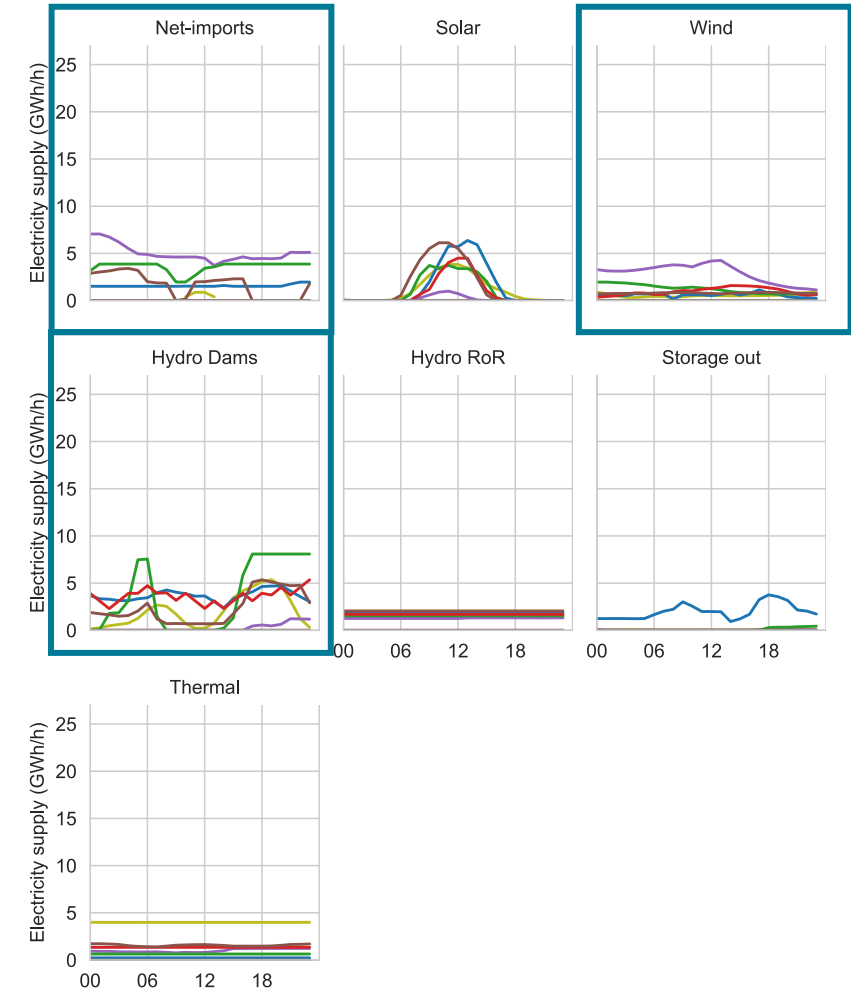 Net-imports
Solar
Wind
Electricity supply (GWh/h)
25
20
15
10
5
0
Hydro Dams
Hydro RoR
Storage out
Electricity supply (GWh/h)
25
20
15
10
5
0
00 06 12 18
00 06 12 18
Thermal
Electricity supply (GWh/h)
25
20
15
10
5
0
00 06 12 18